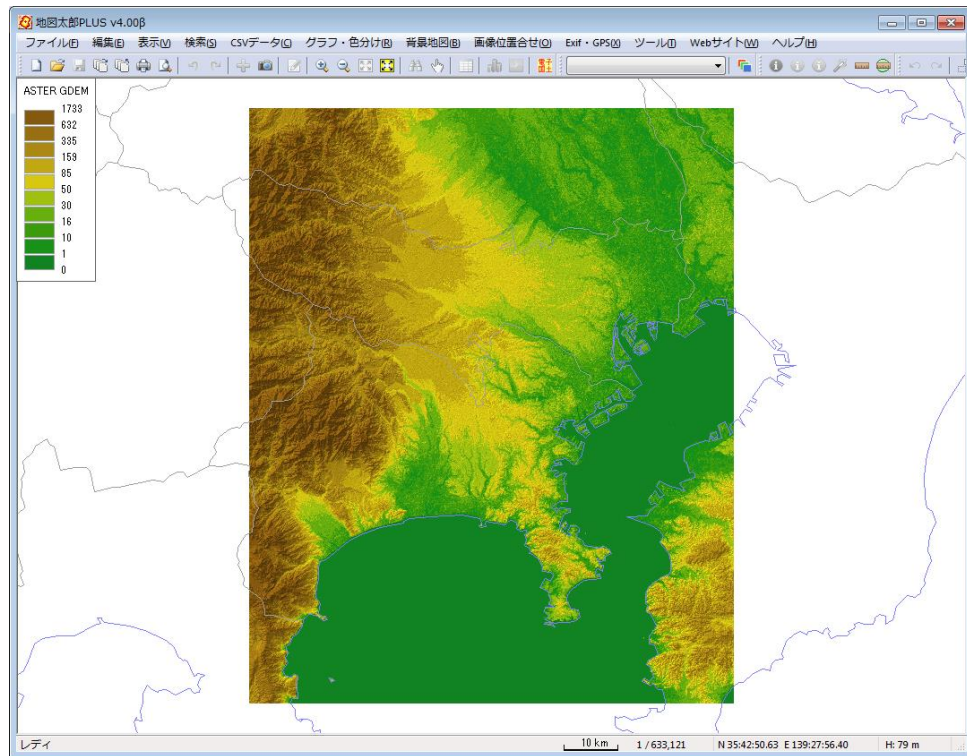 地図太郎PLUS v4.00β
ファイル(F) 編集(E) 表示(V) 検索(S) CSVデータ(C) グラフ・色分け(R) 背景地図(B) 画像位置合せ(O) Exif・GPS(X) ツール(T) Webサイト(W) ヘルプ(H)
ASTER GDEM
1733
632
335
159
85
50
30
16
10
1
0
レディ 10 km 1 / 633,121 N 35:42:50.63 E 139:27:56.40 H: 79 m